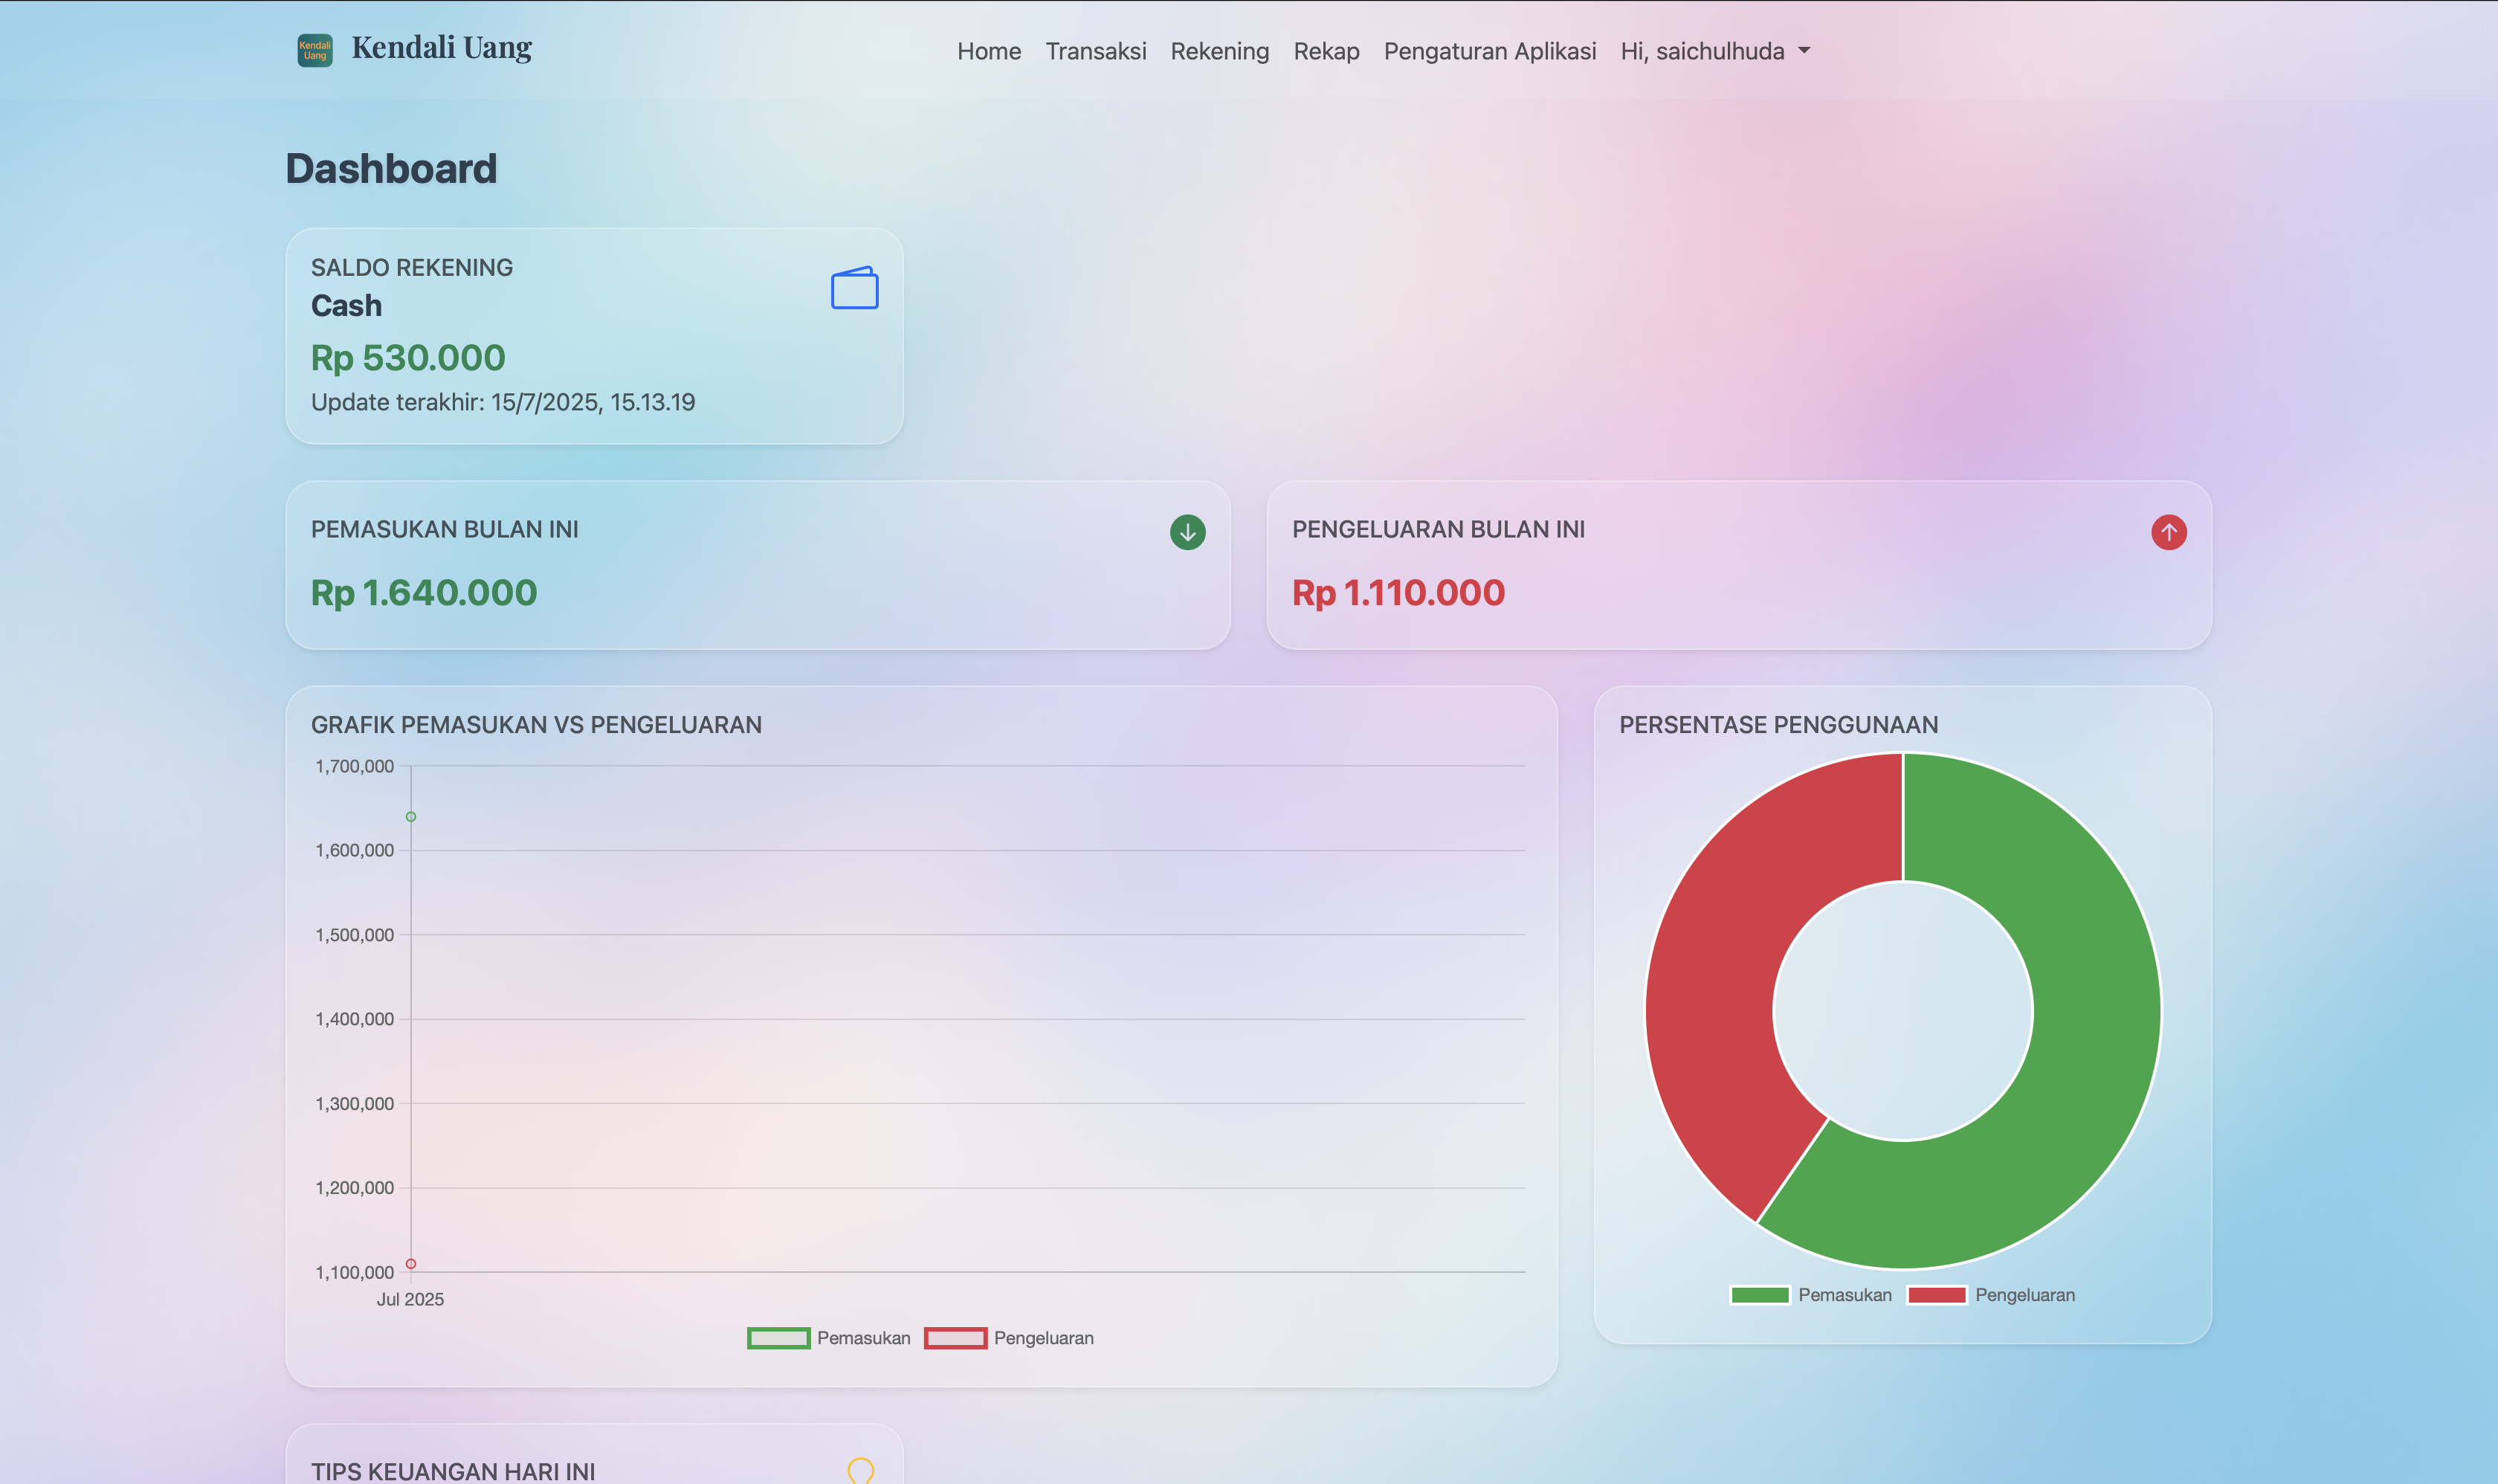 Kendali
Uang
Kendali Uang
Home Transaksi Rekening Rekap Pengaturan Aplikasi Hi, saichulhuda
Dashboard
SALDO REKENING
Cash
Rp 530.000
Update terakhir: 15/7/2025, 15.13.19
PEMASUKAN BULAN INI
Rp 1.640.000
PENGELUARAN BULAN INI
Rp 1.110.000
GRAFIK PEMASUKAN VS PENGELUARAN
1,700,000
1,600,000
1,500,000
1,400,000
1,300,000
1,200,000
1,100,000
Jul 2025
Pemasukan Pengeluaran
PERSENTASE PENGGUNAAN
Pemasukan Pengeluaran
TIPS KEUANGAN HARI INI